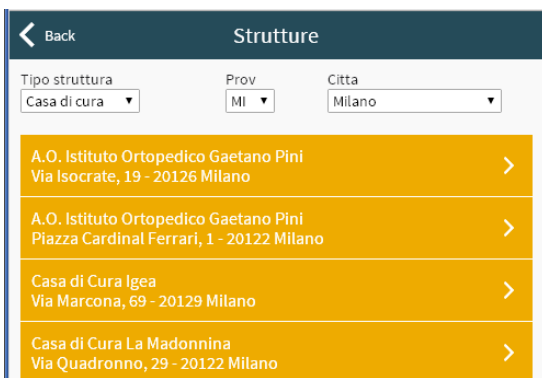 Back
Strutture
Tipo struttura Prov Citta
Casa di cura MI Milano
A.O. Istituto Ortopedico Gaetano Pini
Via Isocrate, 19 - 20126 Milano
A.O. Istituto Ortopedico Gaetano Pini
Piazza Cardinal Ferrari, 1 - 20122 Milano
Casa di Cura Igea
Via Marcona, 69 - 20129 Milano
Casa di Cura La Madonnina
Via Quadronno, 29 - 20122 Milano